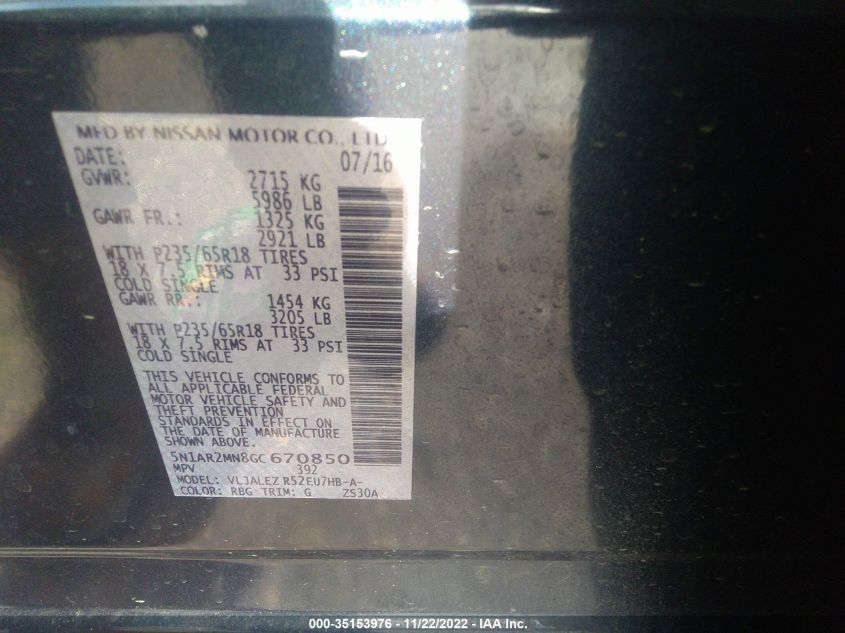 MFD BY NISSAN MOTOR CO., LTD
DATE: 07/16
GVWR: 2715 KG
5986 LB
GAWR FR.: 1325 KG
2921 LB
WITH P235/65R18 TIRES
18 X 7.5 RIMS AT 33 PSI
COLD SINGLE
GAWR RR.: 1454 KG
3205 LB
WITH P235/65R18 TIRES
18 X 7.5 RIMS AT 33 PSI
COLD SINGLE
THIS VEHICLE CONFORMS TO
ALL APPLICABLE FEDERAL
MOTOR VEHICLE SAFETY AND
THEFT PREVENTION
STANDARDS IN EFFECT ON
THE DATE OF MANUFACTURE
SHOWN ABOVE.
5N1AR2MN8GC670850
MPV 392
MODEL: VLJALEZ R52EU7HB-A-
COLOR: RBG TRIM: G ZS30A
000-35153976 - 11/22/2022 - IAA Inc.